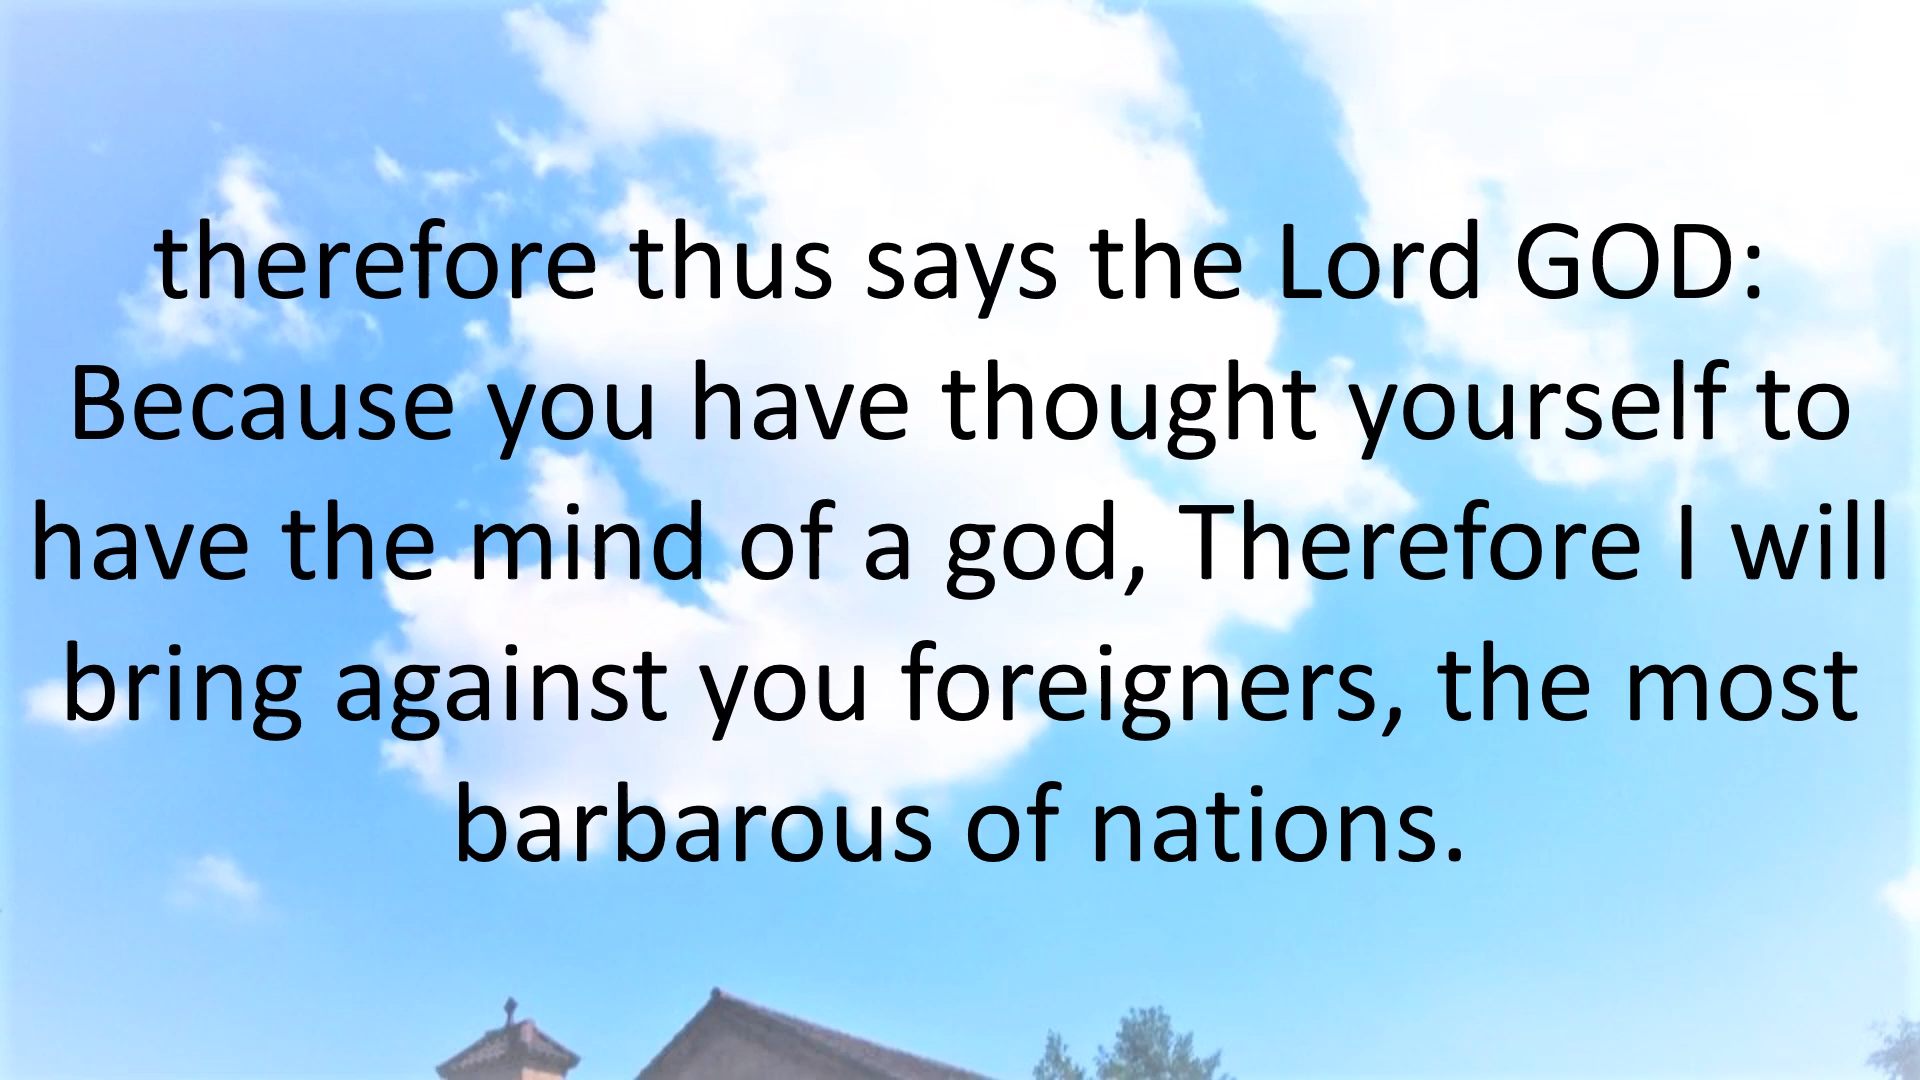 therefore thus says the Lord GOD:
Because you have thought yourself to
have the mind of a god, Therefore I will
bring against you foreigners, the most
barbarous of nations.